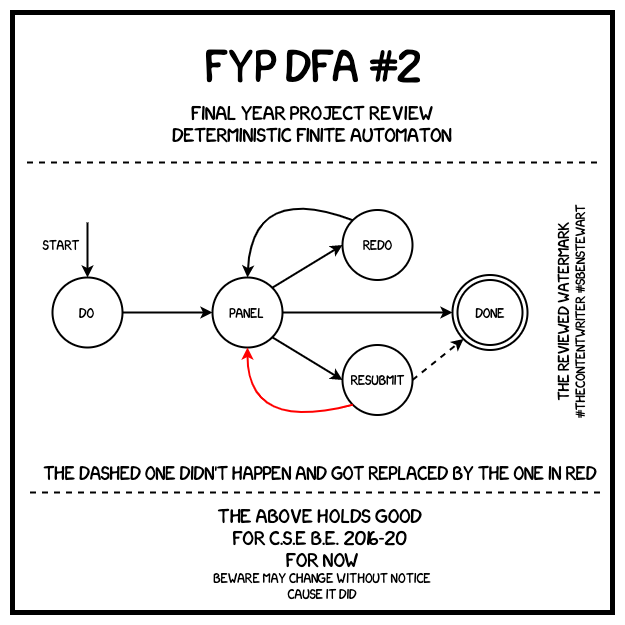 FYP DFA #2
FINAL YEAR PROJECT REVIEW
DETERMINISTIC FINITE AUTOMATON
START
DO
PANEL
REDO
RESUBMIT
DONE
THE REVIEWED WATERMARK
#THECONTENTWRITER #SBENSTEWART
THE DASHED ONE DIDN'T HAPPEN AND GOT REPLACED BY THE ONE IN RED
THE ABOVE HOLDS GOOD
FOR C.S.E B.E. 2016-20
FOR NOW
BEWARE MAY CHANGE WITHOUT NOTICE
CAUSE IT DID